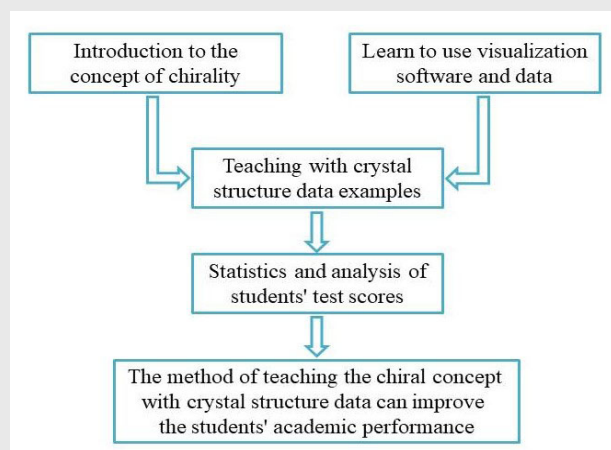 Introduction to the
concept of chirality
Learn to use visualization
software and data
Teaching with crystal
structure data examples
Statistics and analysis of
students' test scores
The method of teaching the chiral concept
with crystal structure data can improve
the students' academic performance